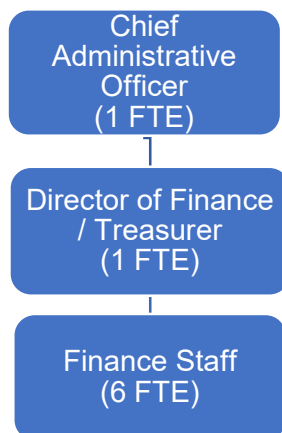 Chief
Administrative
Officer
(1 FTE)
Director of Finance
/ Treasurer
(1 FTE)
Finance Staff
(6 FTE)